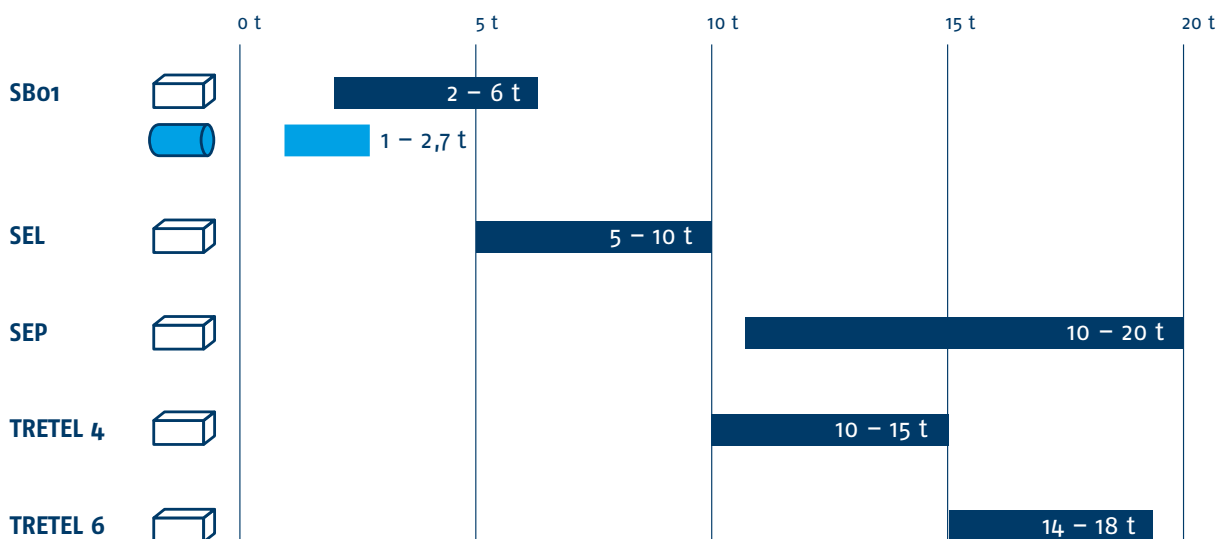 0 t 5 t 10 t 15 t 20 t
SB01 2 – 6 t
1 – 2,7 t
SEL 5 – 10 t
SEP 10 – 20 t
TRETEL 4 10 – 15 t
TRETEL 6 14 – 18 t